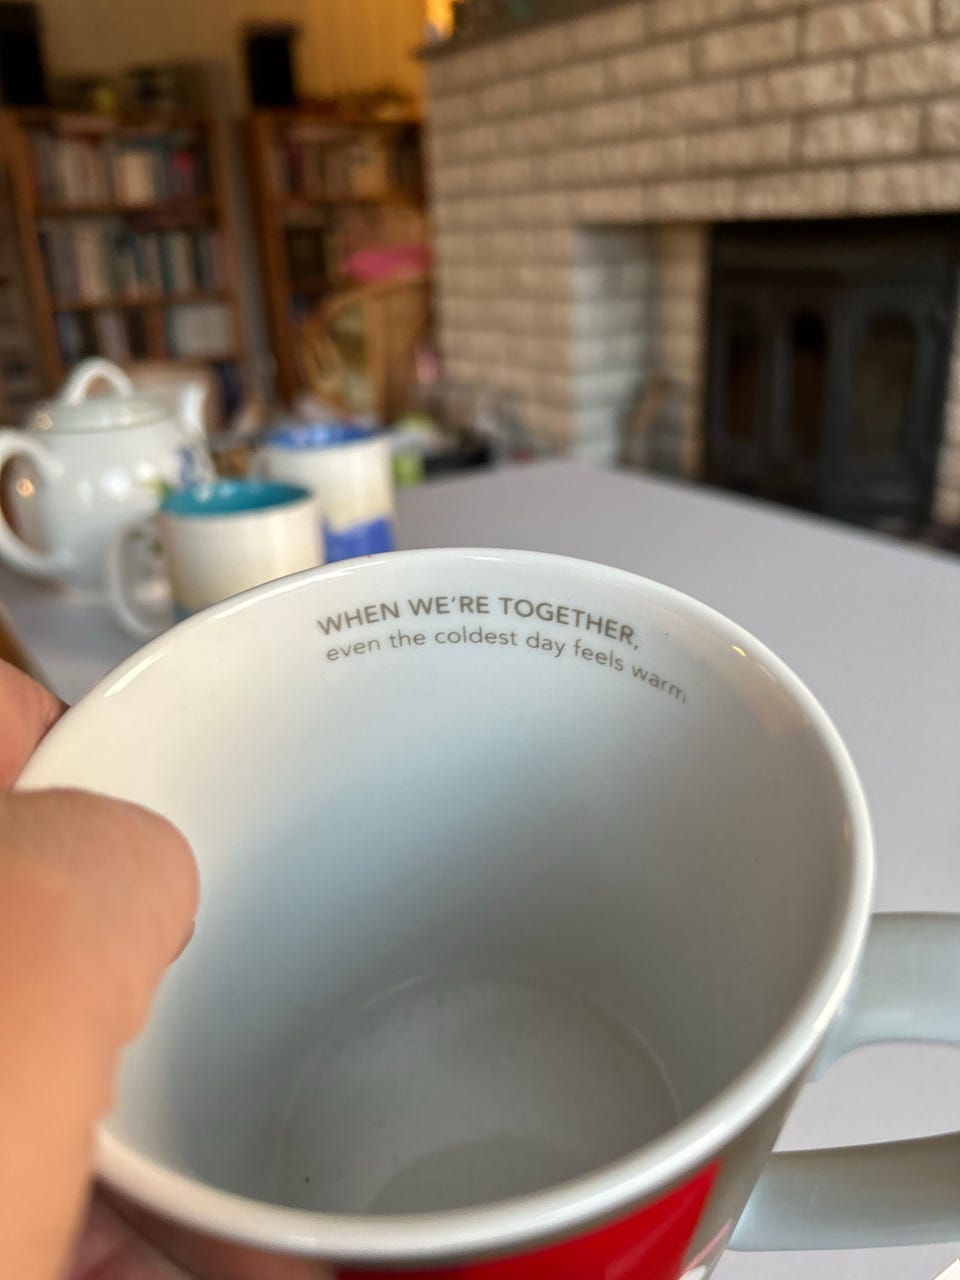 WHEN WE'RE TOGETHER,
even the coldest day feels warm